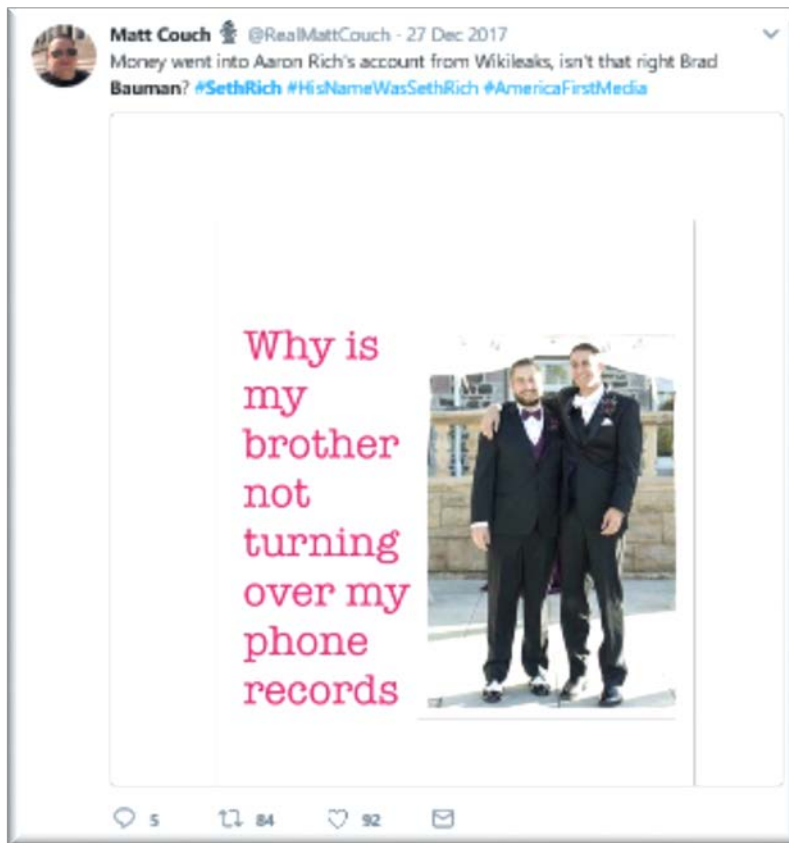 Matt Couch @RealMattCouch · 27 Dec 2017
Money went into Aaron Rich's account from Wikileaks, isn't that right Brad
Bauman? #SethRich #HisNameWasSethRich #AmericaFirstMedia
Why is
my
brother
not
turning
over my
phone
records
5 84 92